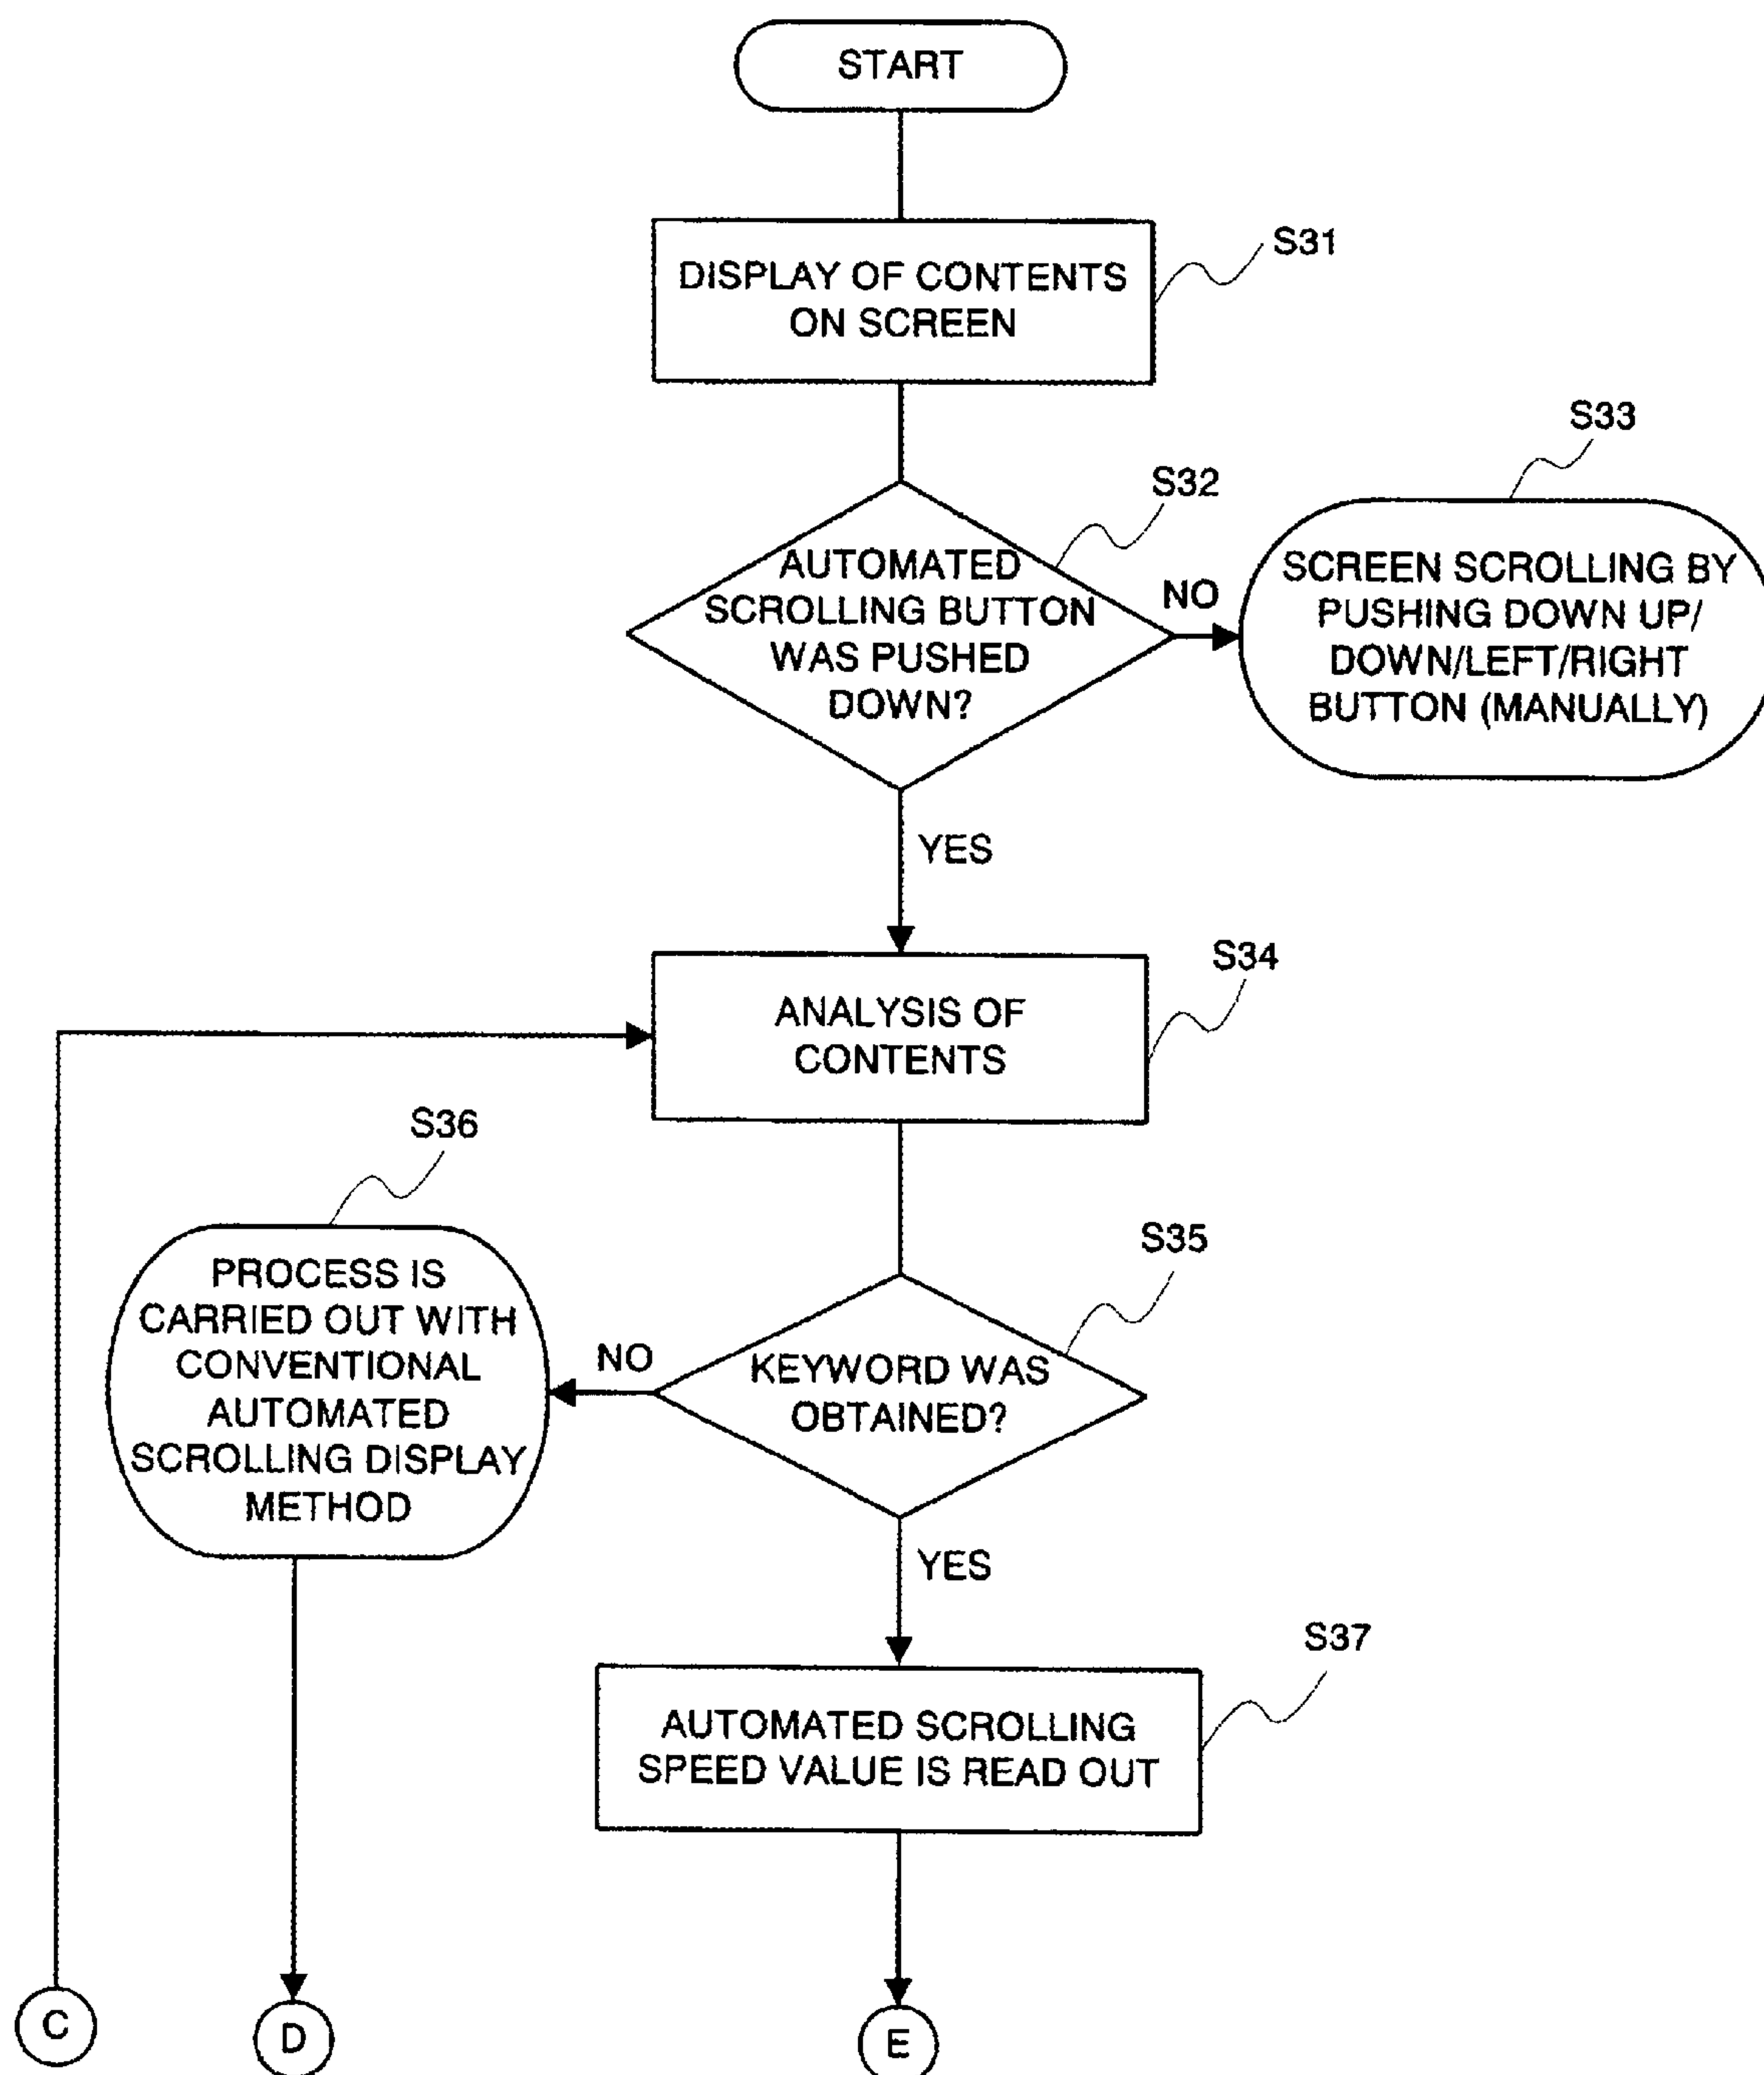 START
DISPLAY OF CONTENTS
ON SCREEN
S31
AUTOMATED
SCROLLING BUTTON
WAS PUSHED
DOWN?
S32
NO
S33
SCREEN SCROLLING BY
PUSHING DOWN UP/
DOWN/LEFT/RIGHT
BUTTON (MANUALLY)
YES
ANALYSIS OF
CONTENTS
S34
KEYWORD WAS
OBTAINED?
S35
NO
S36
PROCESS IS
CARRIED OUT WITH
CONVENTIONAL
AUTOMATED
SCROLLING DISPLAY
METHOD
YES
S37
AUTOMATED SCROLLING
SPEED VALUE IS READ OUT
C
D
E